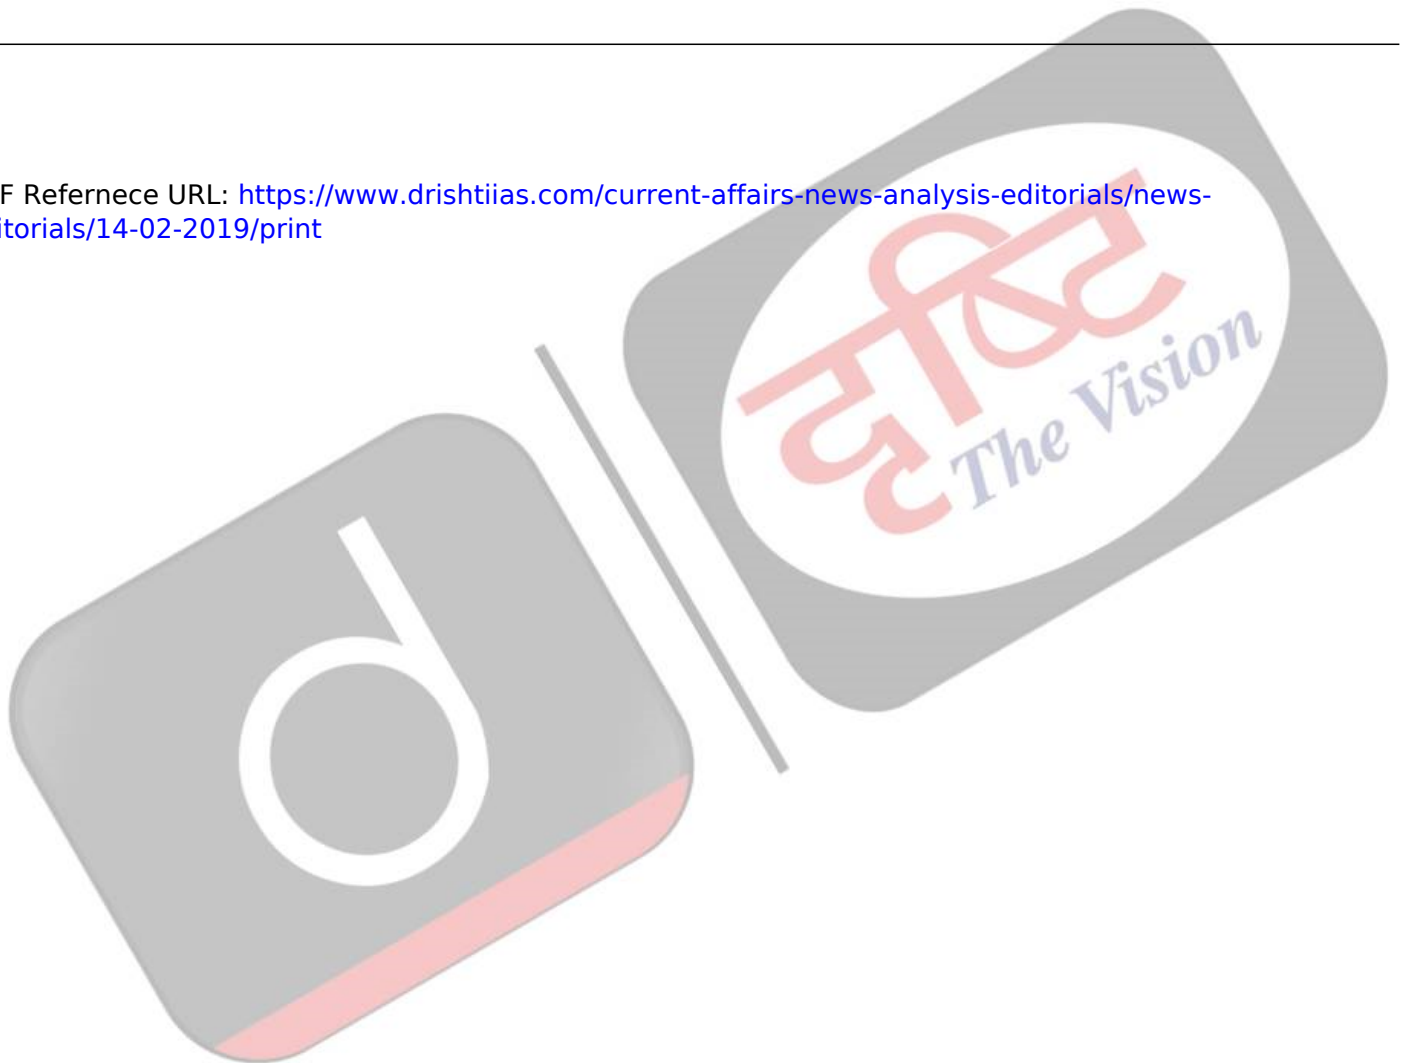 F Refernece URL: https://www.drishtiias.com/current-affairs-news-analysis-editorials/news-
itorials/14-02-2019/print
दृष्टि
The Vision
d